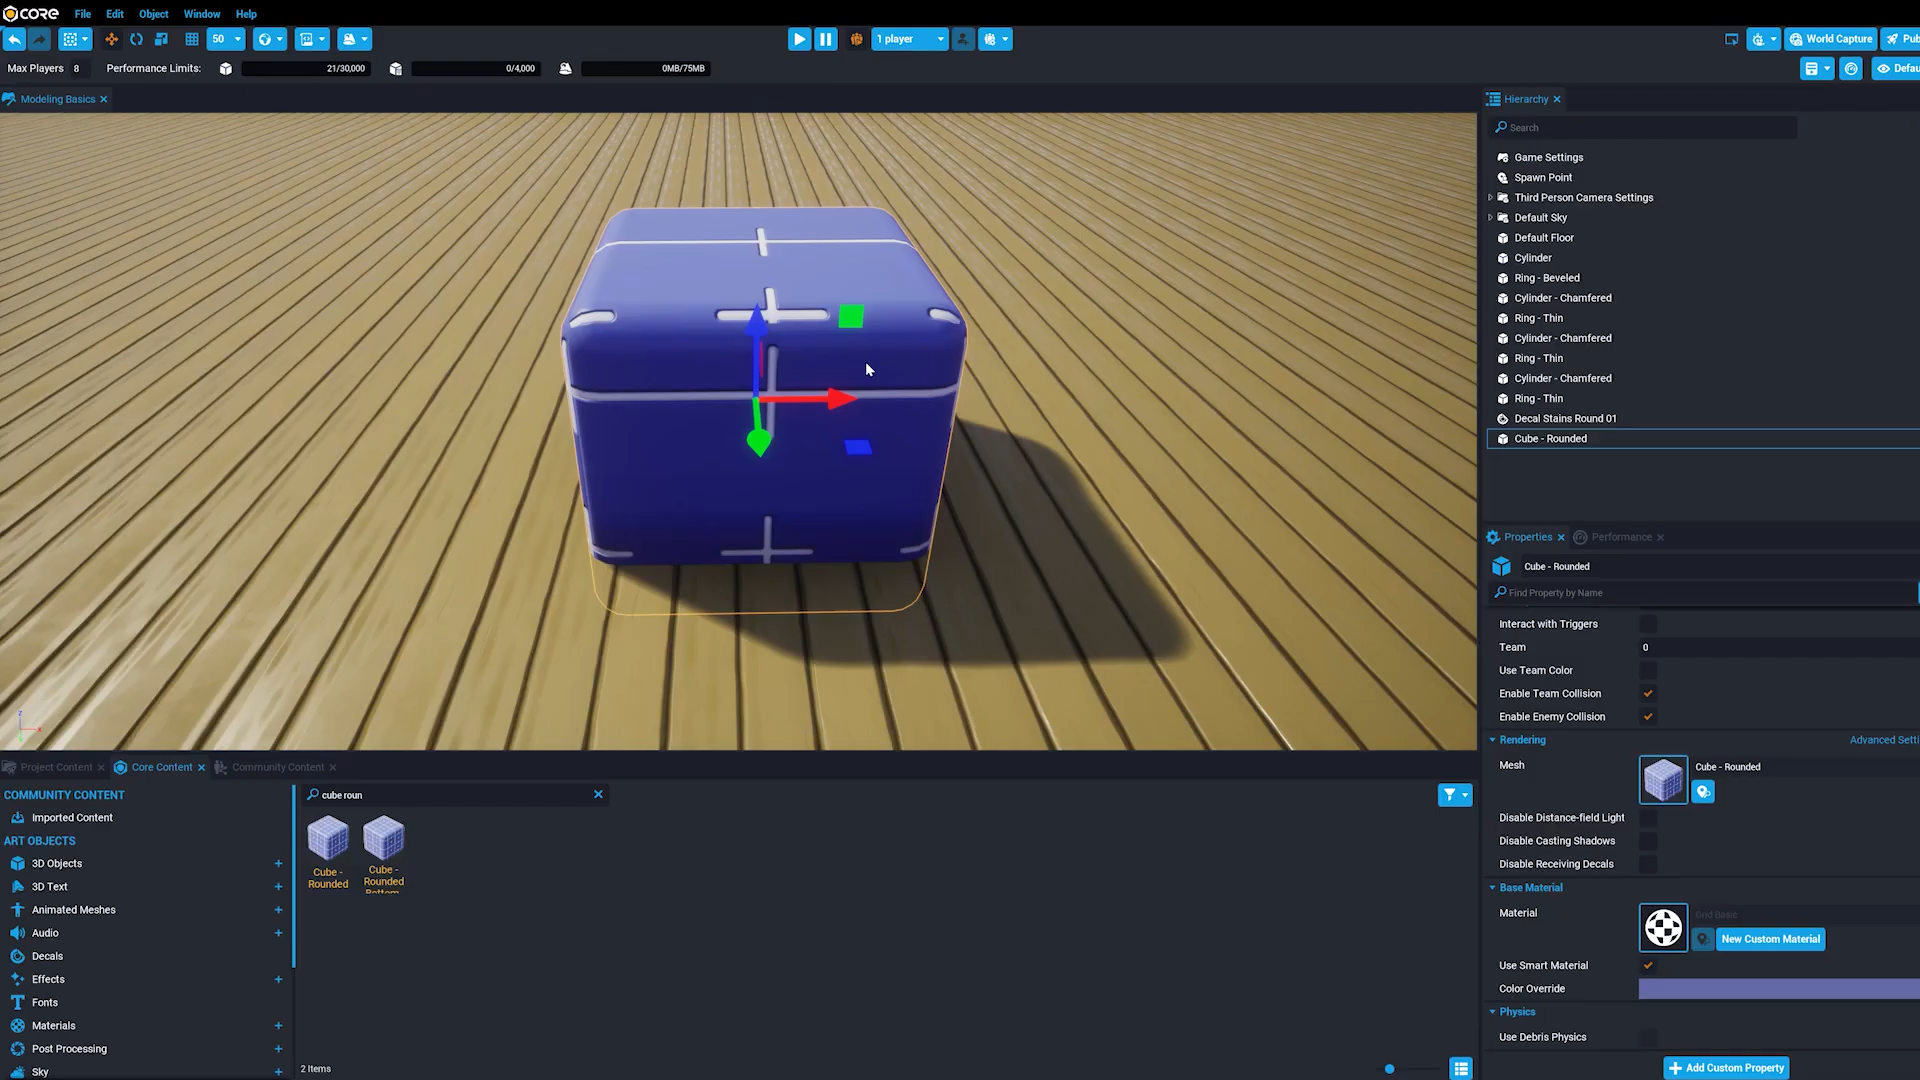 CORE File Edit Object Window Help
50 1 player World Capture Pub
Max Players 8 Performance Limits: 21/30,000 0/4,000 0MB/75MB Defau
Modeling Basics
Hierarchy
Search
Game Settings
Spawn Point
Third Person Camera Settings
Default Sky
Default Floor
Cylinder
Ring - Beveled
Cylinder - Chamfered
Ring - Thin
Cylinder - Chamfered
Ring - Thin
Cylinder - Chamfered
Ring - Thin
Decal Stains Round 01
Cube - Rounded
Properties Performance
Cube - Rounded
Find Property by Name
Interact with Triggers
Team 0
Use Team Color
Enable Team Collision
Enable Enemy Collision
Rendering Advanced Setti
Mesh Cube - Rounded
Disable Distance-field Light
Disable Casting Shadows
Disable Receiving Decals
Base Material
Material Grid Basic
New Custom Material
Use Smart Material
Color Override
Physics
Use Debris Physics
Add Custom Property
Project Content Core Content Community Content
COMMUNITY CONTENT
Imported Content
ART OBJECTS
3D Objects
3D Text
Animated Meshes
Audio
Decals
Effects
Fonts
Materials
Post Processing
Sky
cube roun
Cube -
Rounded
Cube -
Rounded
Bottom
2 Items
Z